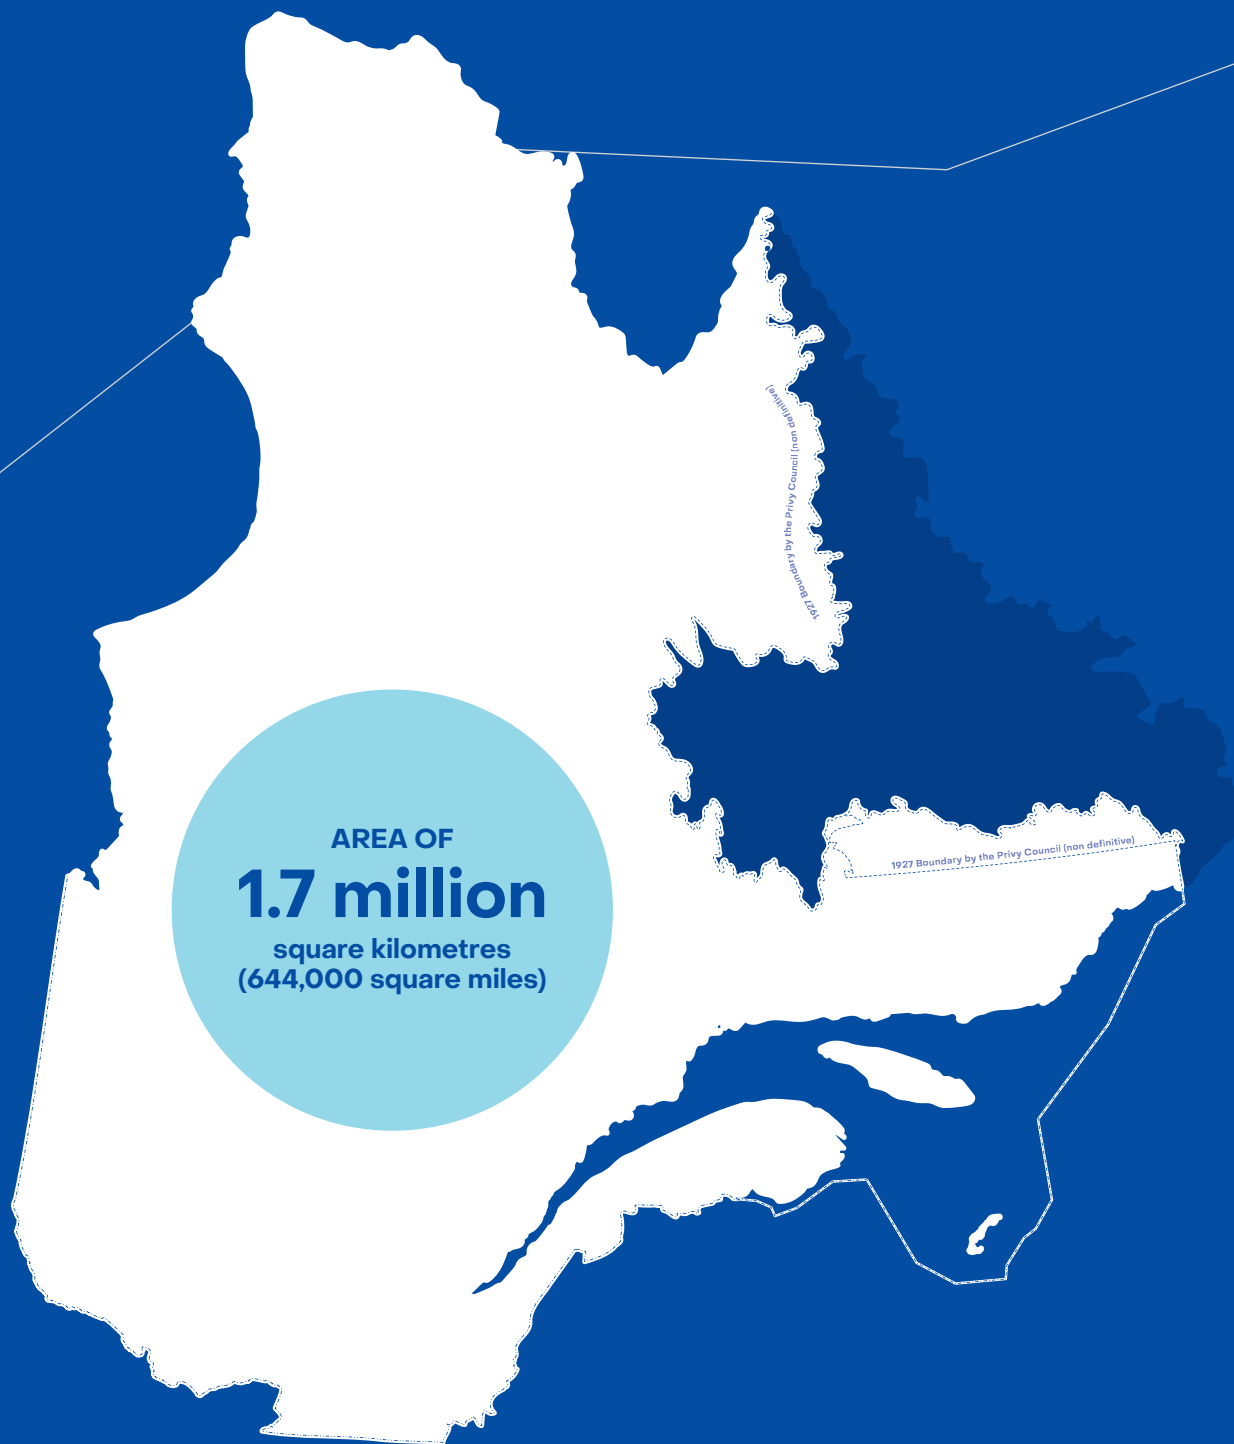 1927 Boundary by the Privy Council (non definitive)
AREA OF
1.7 million
square kilometres
(644,000 square miles)
1927 Boundary by the Privy Council (non definitive)